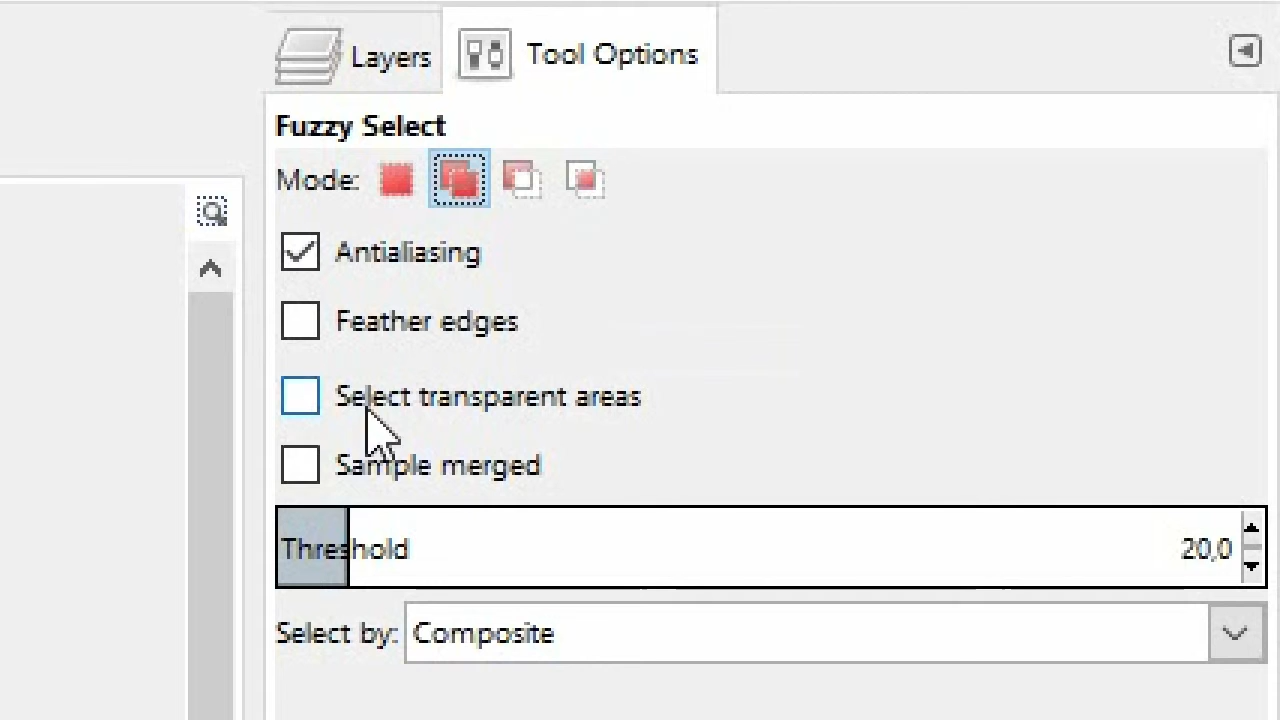 Layers
Tool Options
Fuzzy Select
Mode:
Antialiasing
Feather edges
Select transparent areas
Sample merged
Threshold 20,0
Select by: Composite